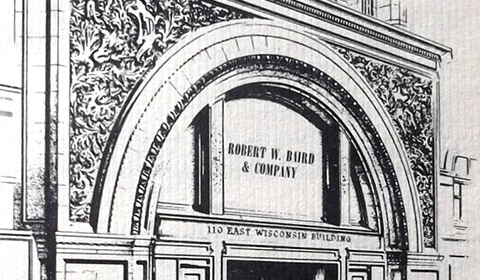 ROBERT W. BAIRD
& COMPANY
110 EAST WISCONSIN BUILDING